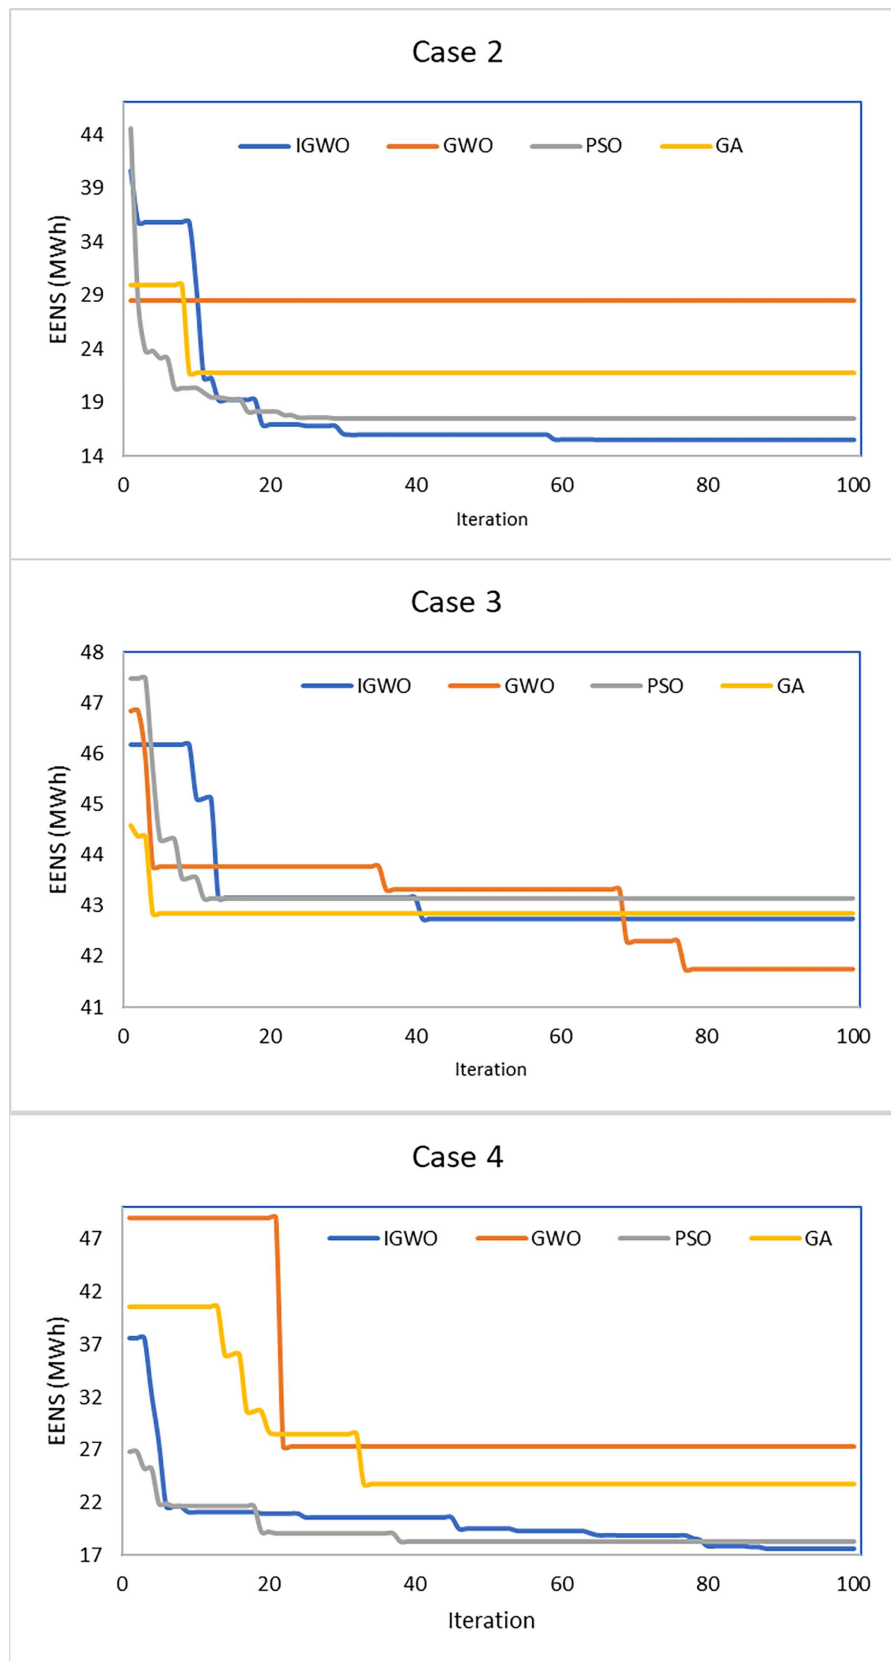 Case 2
44
IGWO GWO PSO GA
39
34
29
24
19
14
EENS (MWh)
0 20 40 60 80 100
Iteration
Case 3
48
IGWO GWO PSO GA
47
46
45
44
43
42
41
EENS (MWh)
0 20 40 60 80 100
Iteration
Case 4
47
IGWO GWO PSO GA
42
37
32
27
22
17
EENS (MWh)
0 20 40 60 80 100
Iteration